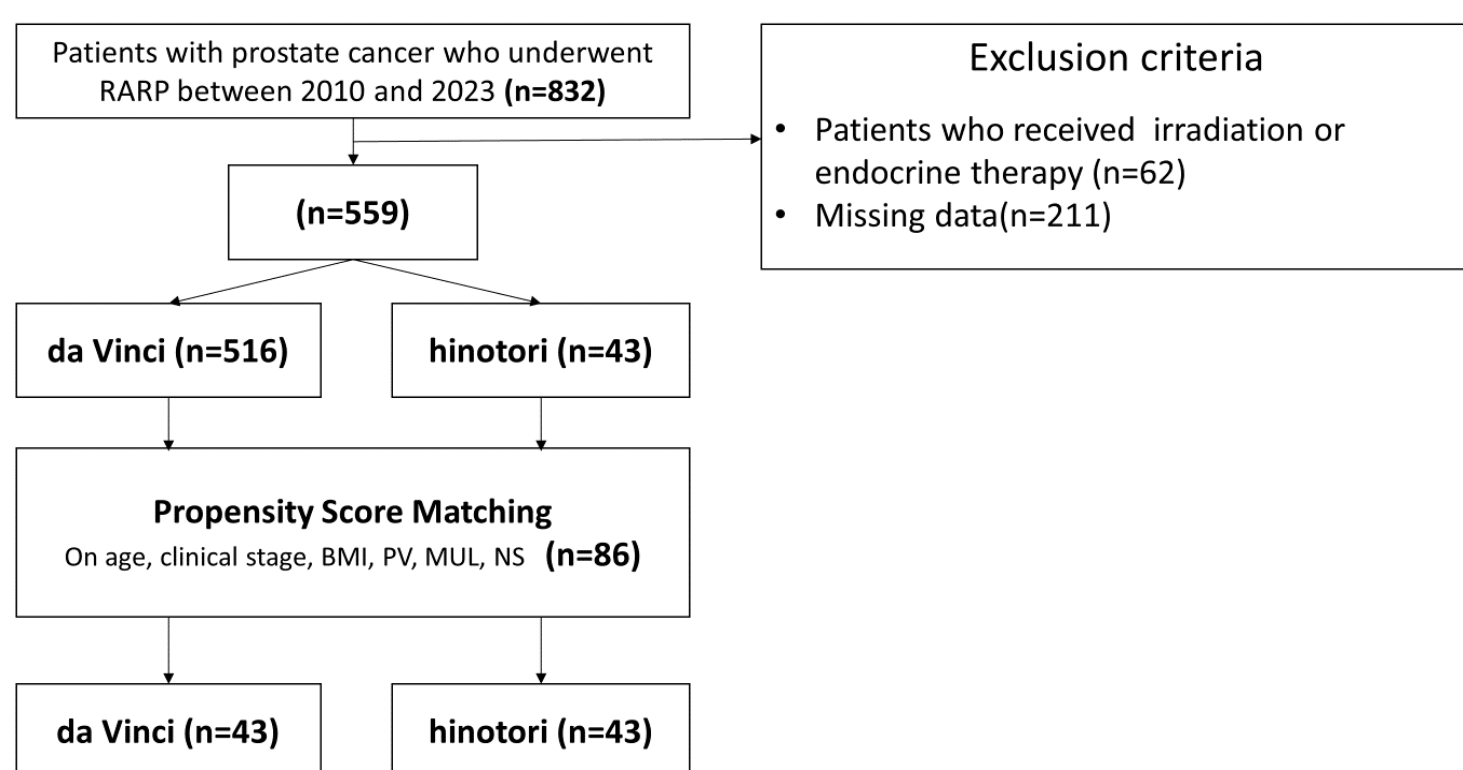 Patients with prostate cancer who underwent
RARP between 2010 and 2023 (n=832)
Exclusion criteria
• Patients who received  irradiation or
endocrine therapy (n=62)
• Missing data(n=211)
(n=559)
da Vinci (n=516)
hinotori (n=43)
Propensity Score Matching
On age, clinical stage, BMI, PV, MUL, NS  (n=86)
da Vinci (n=43)
hinotori (n=43)